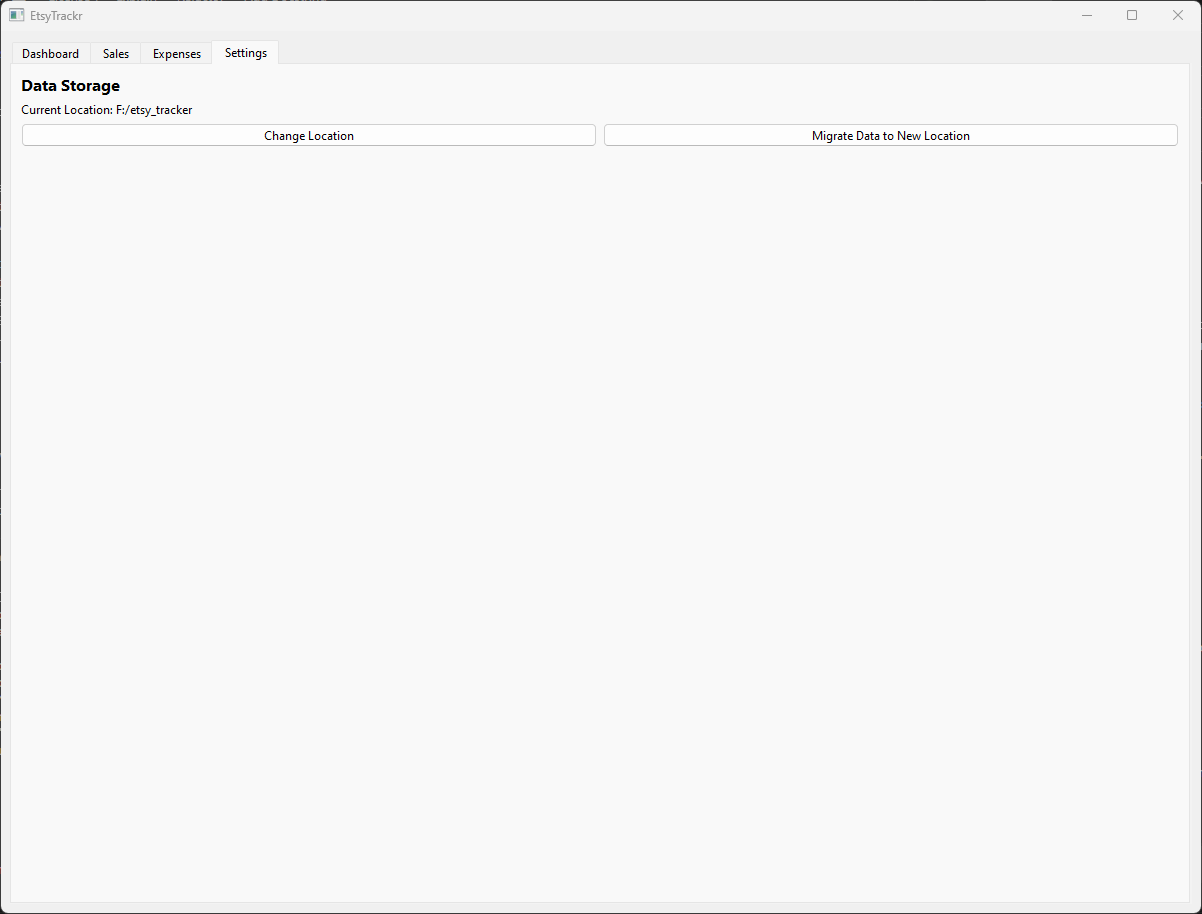 EtsyTrackr
Dashboard Sales Expenses Settings
Data Storage
Current Location: F:/etsy_tracker
Change Location Migrate Data to New Location